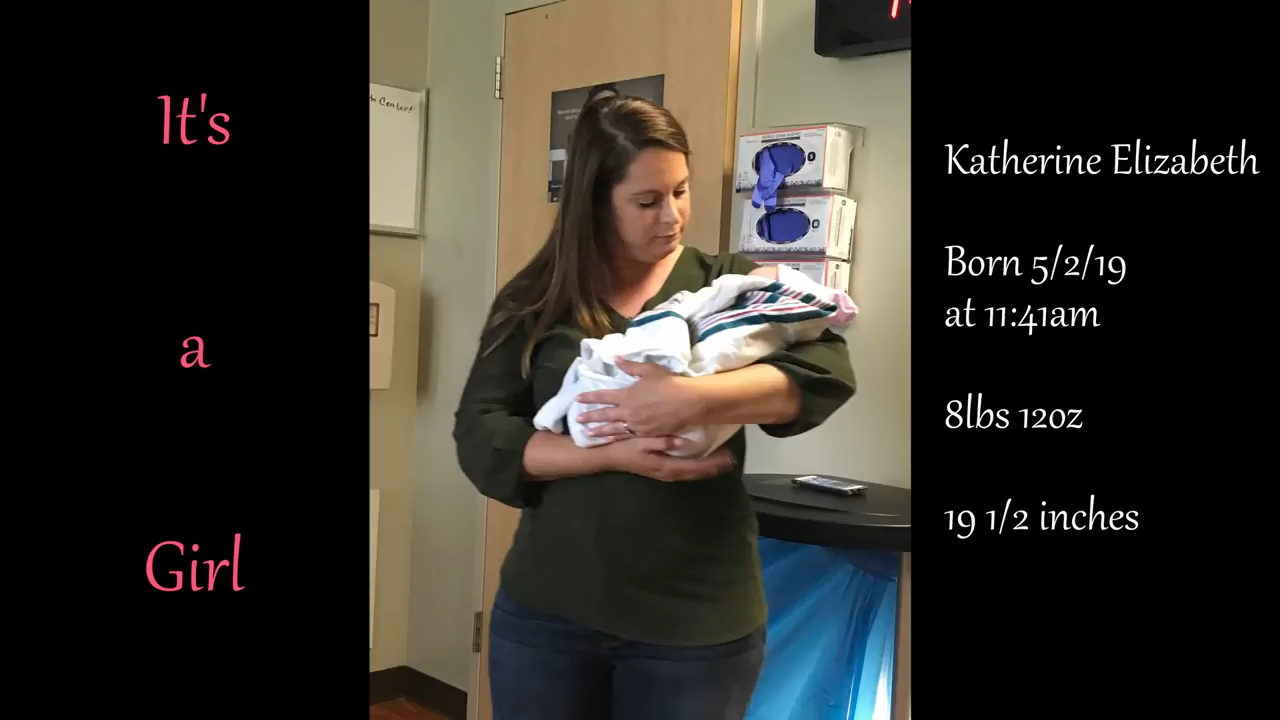 It's
a
Girl
Katherine Elizabeth
Born 5/2/19
at 11:41am
8lbs 12oz
19 1/2 inches